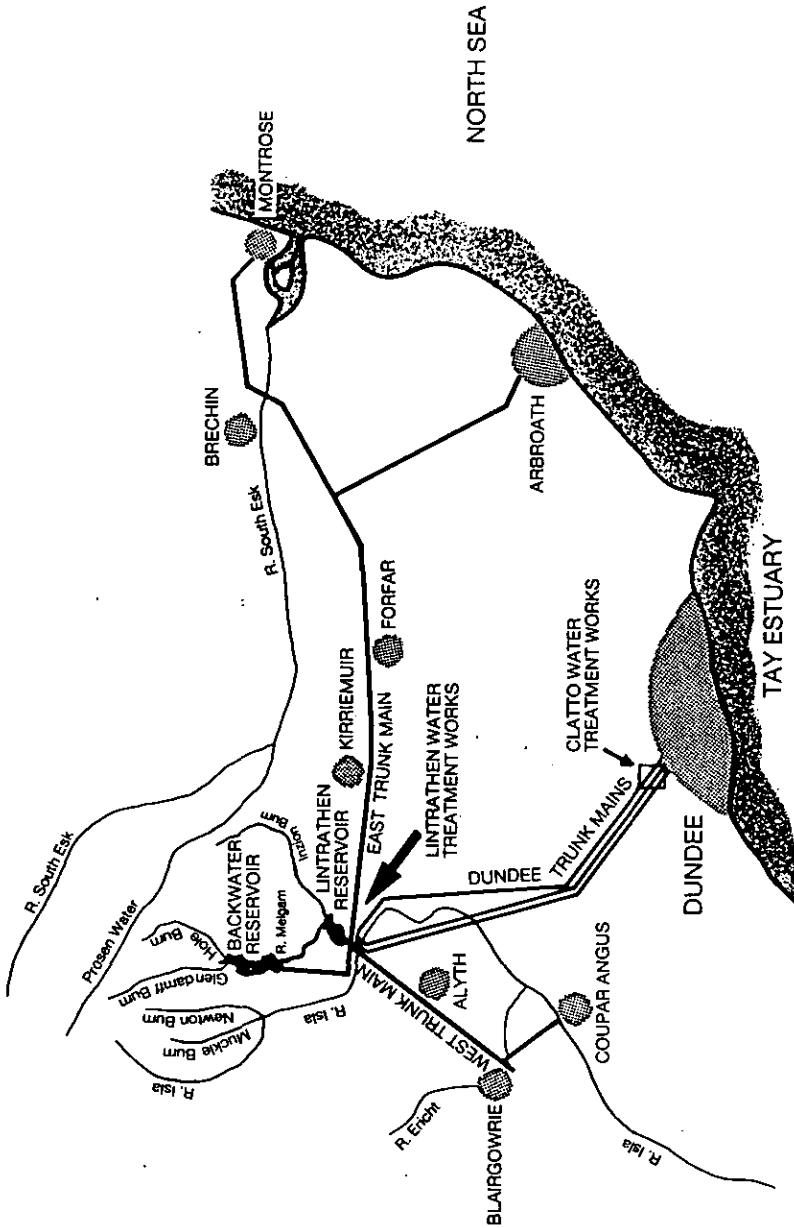 R. South Esk
Prosen Water
Hole Burn
Glendamff Burn
Newton Burn
Muckle Burn
R. Isla
BACKWATER
RESERVOIR
R. Melgam
Inzion Burn
LINTRATHEN
RESERVOIR
R. Isla
KIRRIEMUIR
EAST TRUNK MAIN
FORFAR
R. South Esk
BRECHIN
MONTROSE
NORTH SEA
LINTRATHEN WATER
TREATMENT WORKS
ARBROATH
WEST TRUNK MAIN
ALYTH
DUNDEE TRUNK MAINS
R. Ericht
BLAIRGOWRIE
COUPAR ANGUS
R. Isla
CLATTO WATER
TREATMENT WORKS
DUNDEE
TAY ESTUARY